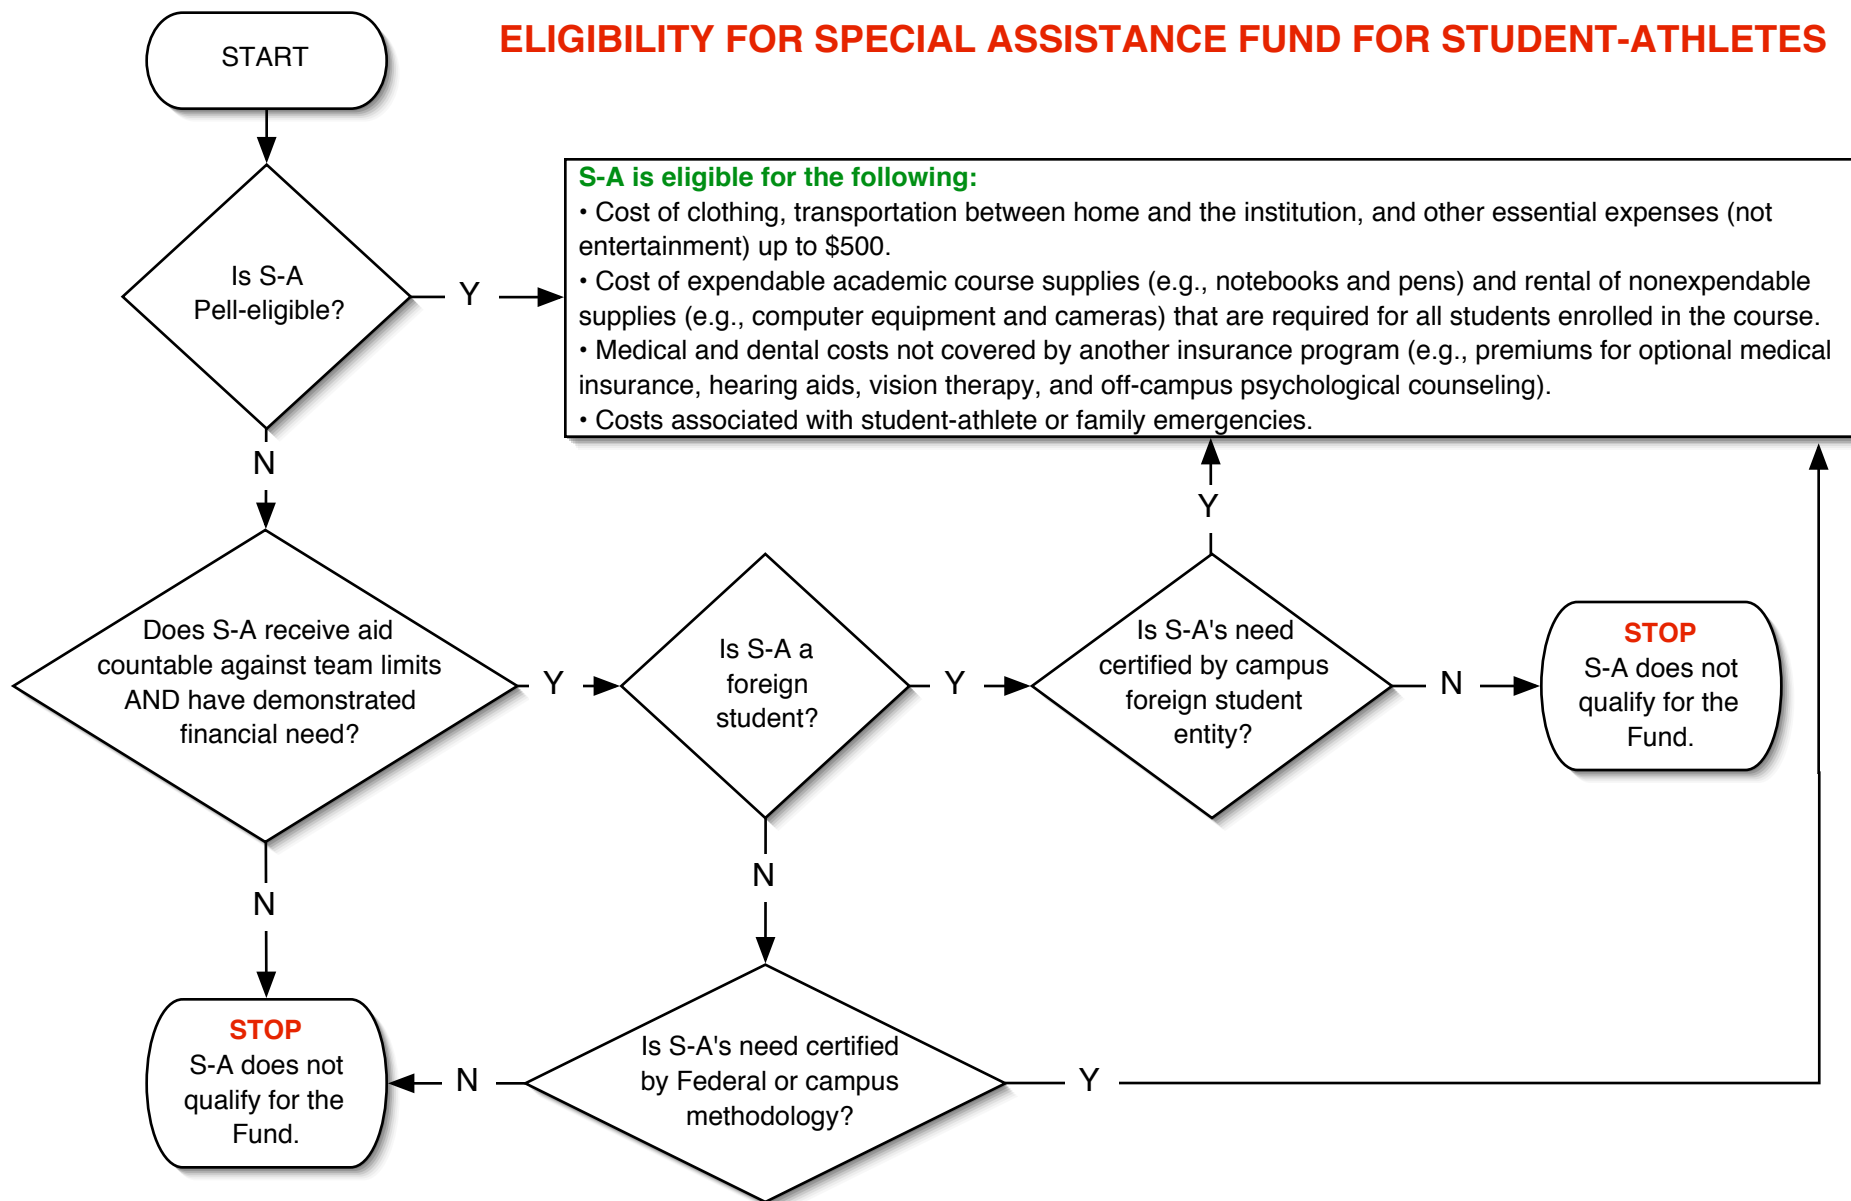 START
ELIGIBILITY FOR SPECIAL ASSISTANCE FUND FOR STUDENT-ATHLETES
Is S-A
Pell-eligible?
Y
S-A is eligible for the following:
• Cost of clothing, transportation between home and the institution, and other essential expenses (not
entertainment) up to $500.
• Cost of expendable academic course supplies (e.g., notebooks and pens) and rental of nonexpendable
supplies (e.g., computer equipment and cameras) that are required for all students enrolled in the course.
• Medical and dental costs not covered by another insurance program (e.g., premiums for optional medical
insurance, hearing aids, vision therapy, and off-campus psychological counseling).
• Costs associated with student-athlete or family emergencies.
N
Does S-A receive aid
countable against team limits
AND have demonstrated
financial need?
Y
Is S-A a
foreign
student?
Y
Is S-A's need
certified by campus
foreign student
entity?
Y
N
STOP
S-A does not
qualify for the
Fund.
N
N
STOP
S-A does not
qualify for the
Fund.
N
Is S-A's need certified
by Federal or campus
methodology?
Y